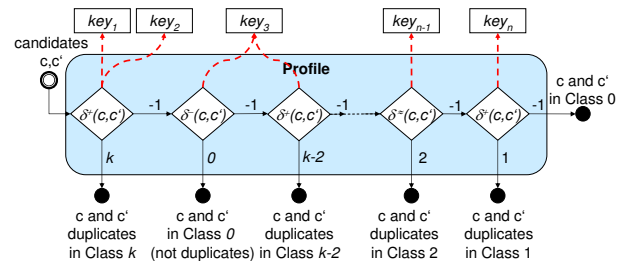 key1 key2 key3 keyn-1 keyn
candidates
c,c‘
Profile
c and c‘
in Class 0
δ+(c,c‘) -1 δ-(c,c‘) -1 δ+(c,c‘) -1 δ=(c,c‘) -1 δ+(c,c‘) -1
k 0 k-2 2 1
c and c‘
duplicates
in Class k
c and c‘
in Class 0
(not duplicates)
c and c‘
duplicates
in Class k-2
c and c‘
duplicates
in Class 2
c and c‘
duplicates
in Class 1